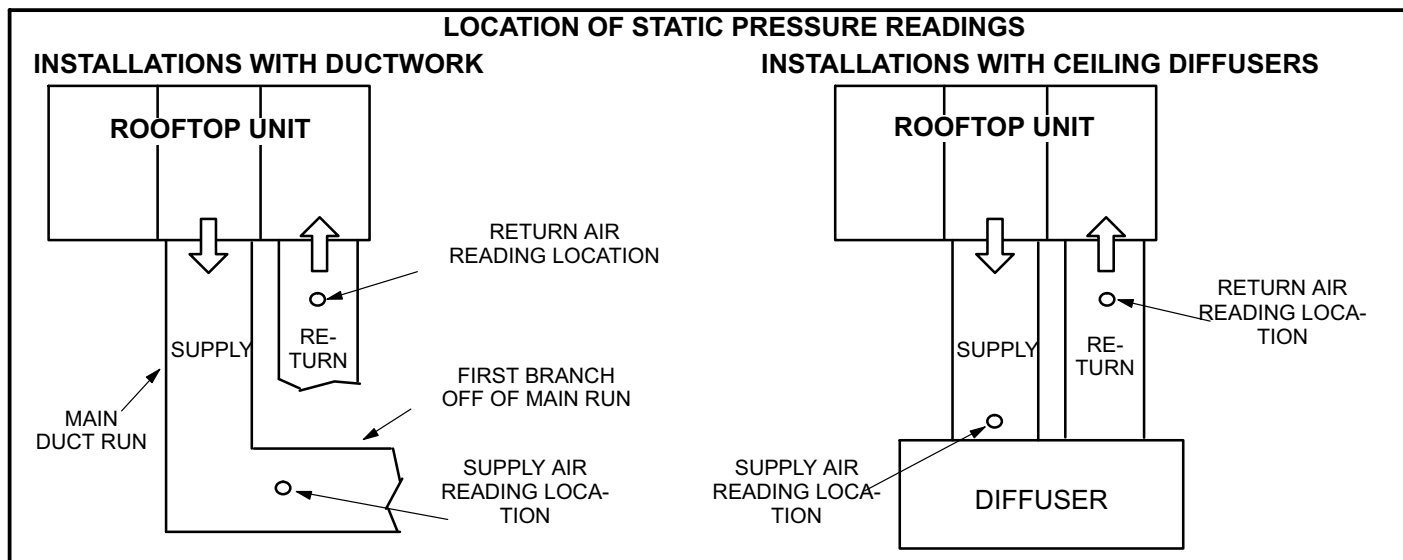 LOCATION OF STATIC PRESSURE READINGS
INSTALLATIONS WITH DUCTWORK
ROOFTOP UNIT
RETURN AIR
READING LOCATION
SUPPLY
RE-
TURN
MAIN
DUCT RUN
FIRST BRANCH
OFF OF MAIN RUN
SUPPLY AIR
READING LOCA-
TION
INSTALLATIONS WITH CEILING DIFFUSERS
ROOFTOP UNIT
RETURN AIR
READING LOCA-
TION
SUPPLY
RE-
TURN
SUPPLY AIR
READING LOCA-
TION
DIFFUSER